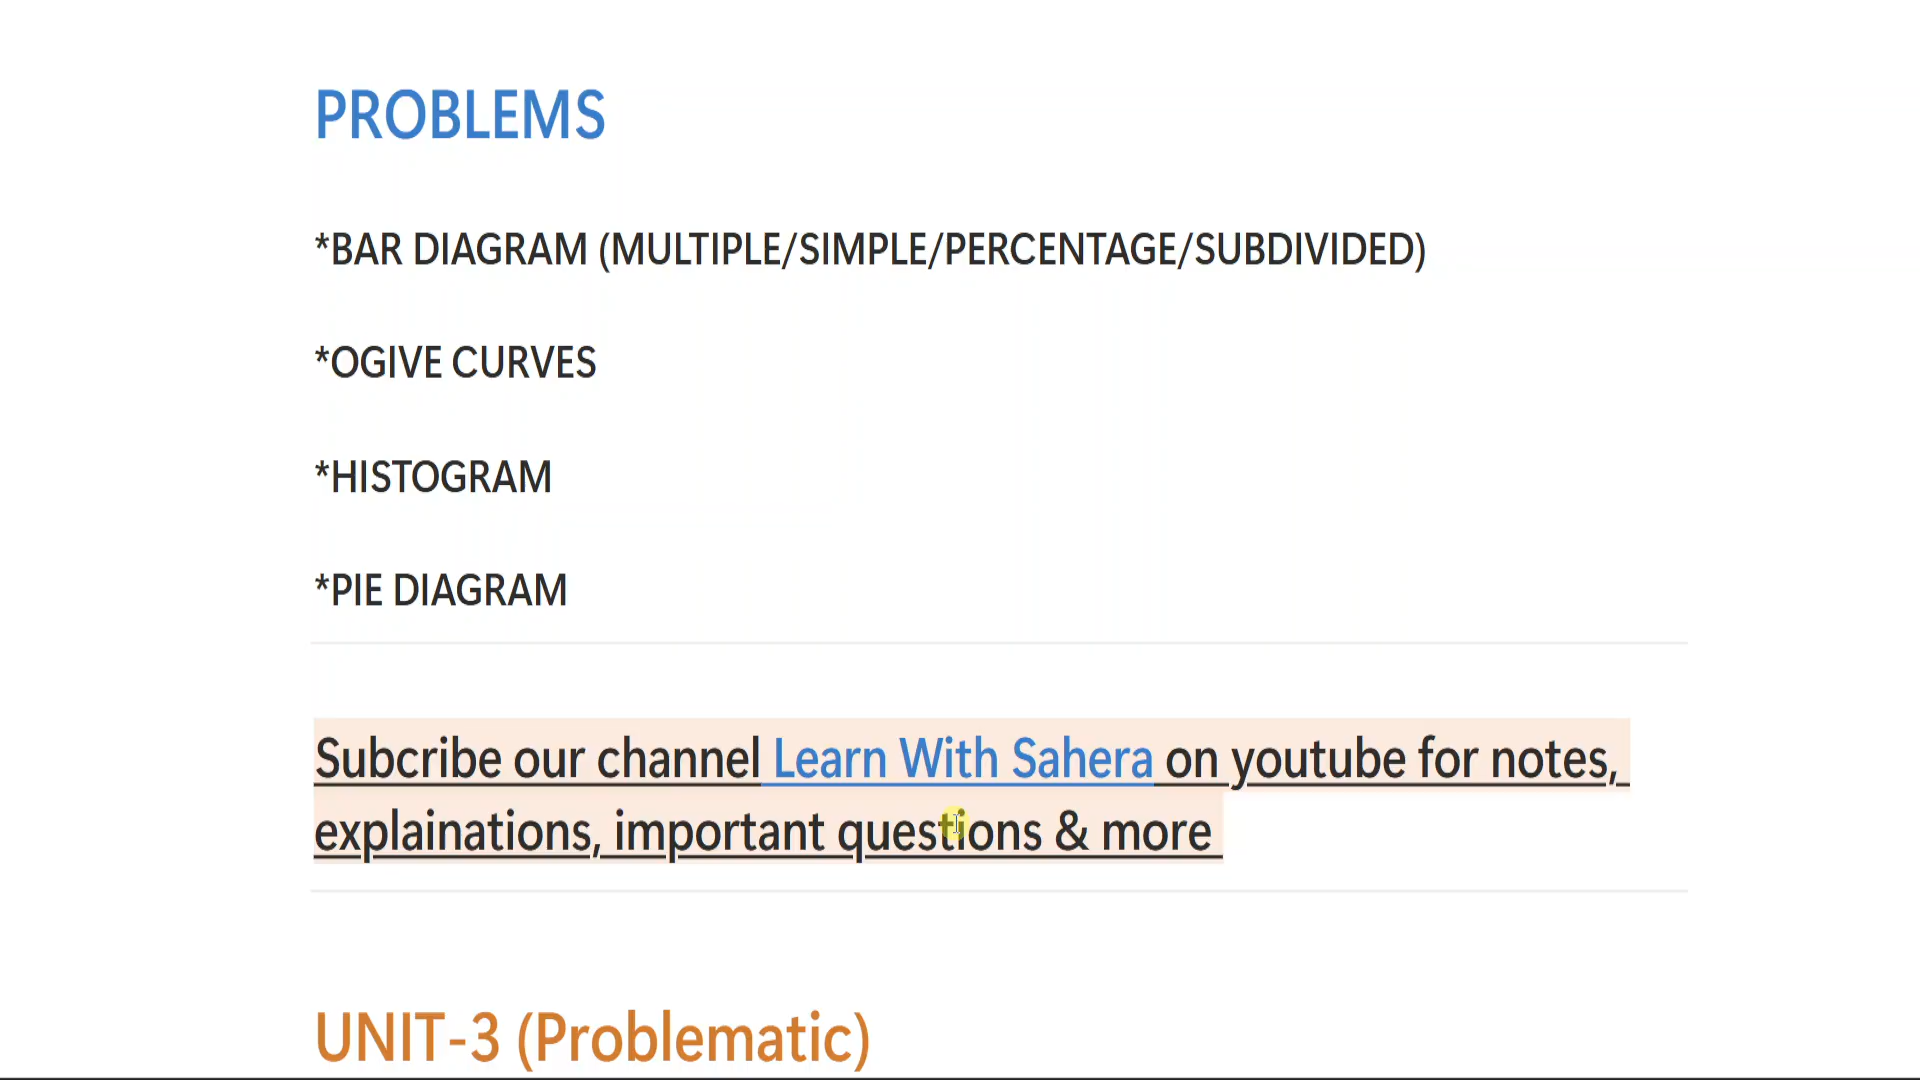 PROBLEMS
*BAR DIAGRAM (MULTIPLE/SIMPLE/PERCENTAGE/SUBDIVIDED)
*OGIVE CURVES
*HISTOGRAM
*PIE DIAGRAM
Subcribe our channel Learn With Sahera on youtube for notes,
explainations, important questions & more
UNIT-3 (Problematic)